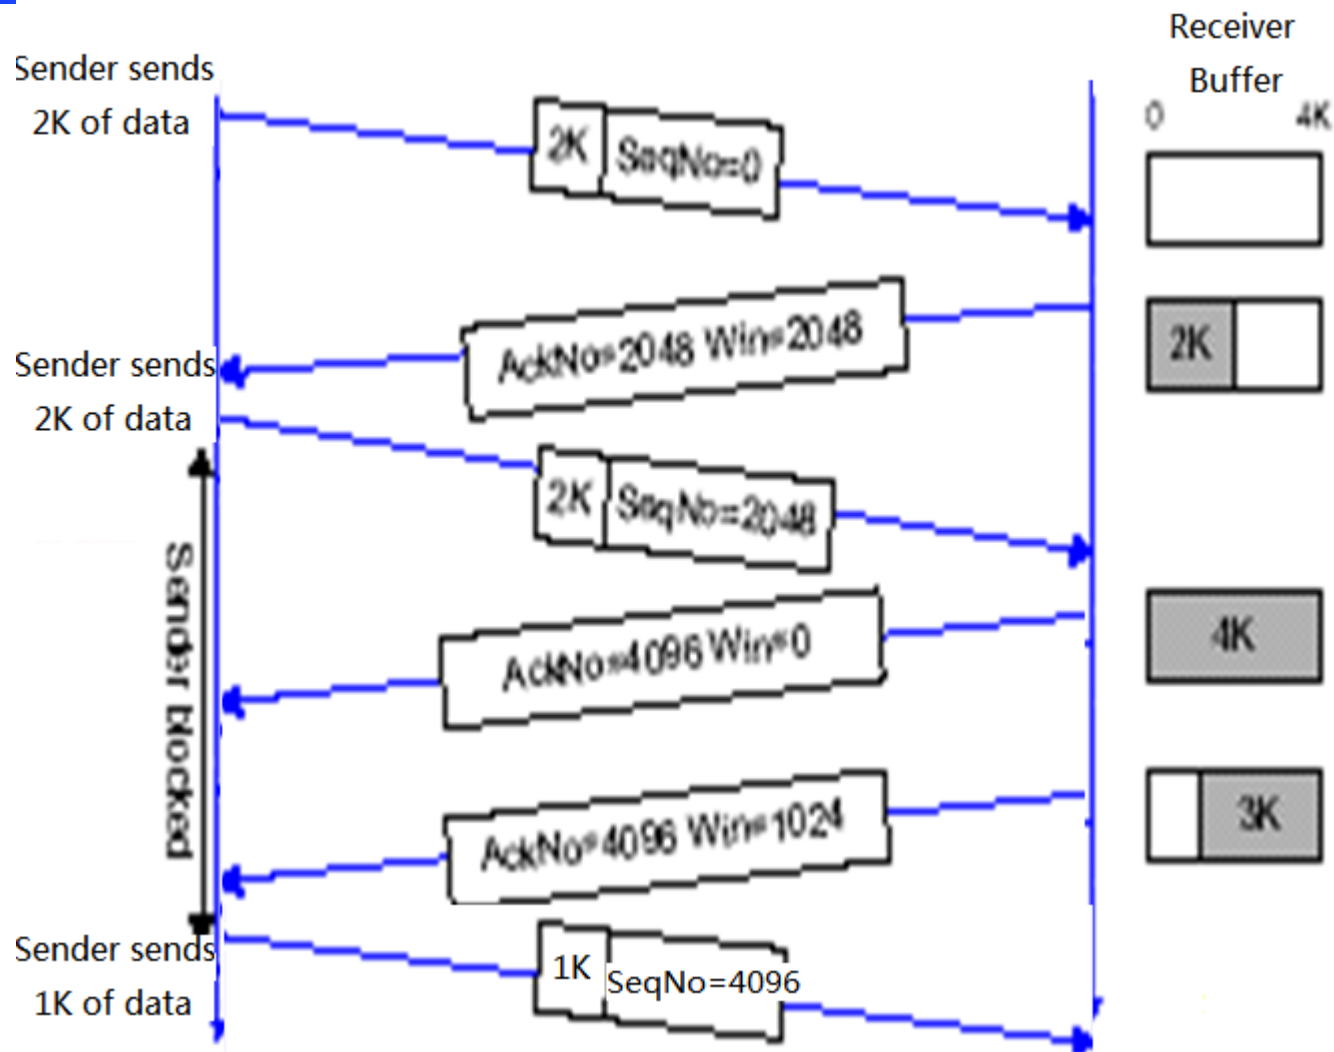 Receiver
Buffer
0 4K
Sender sends
2K of data
2K SeqNo=0
AckNo=2048 Win=2048
2K
Sender sends
2K of data
2K SeqNo=2048
Sender blocked
AckNo=4096 Win=0
4K
AckNo=4096 Win=1024
3K
Sender sends
1K of data
1K SeqNo=4096